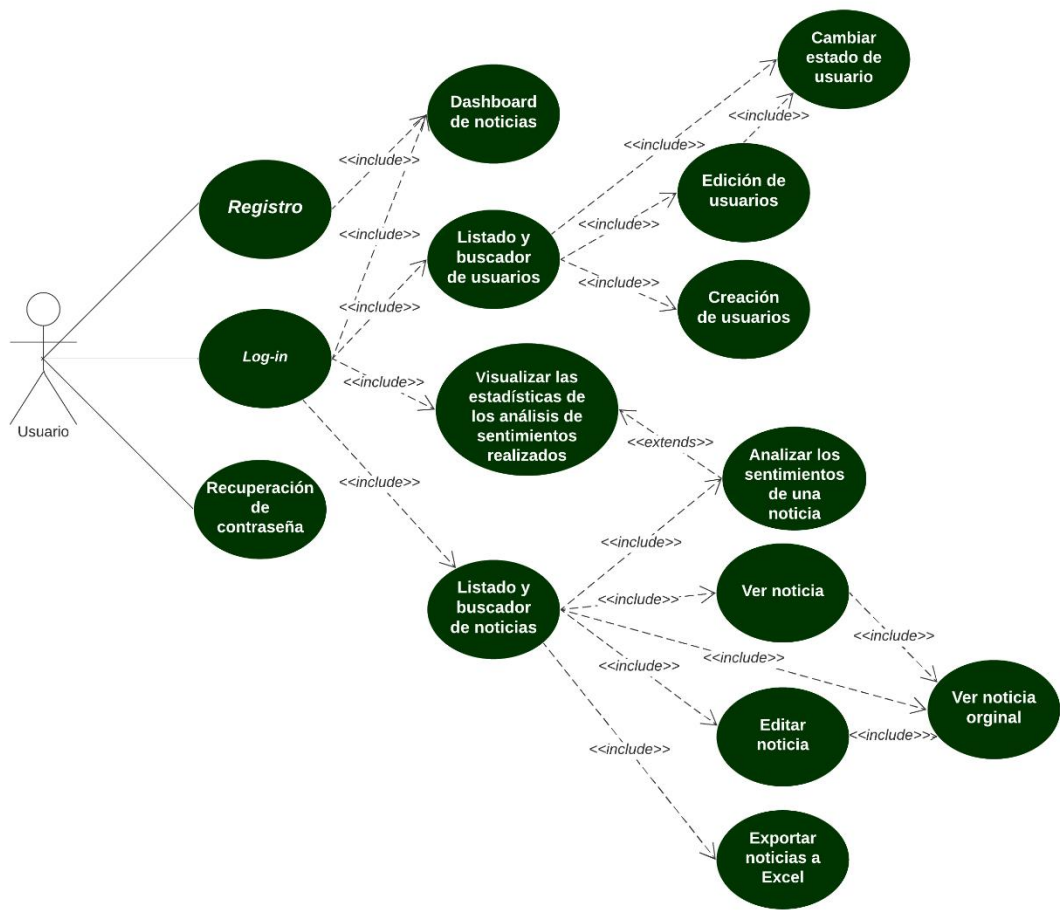 Cambiar
estado de
usuario
Dashboard
de noticias
<<include>>
<<include>>
<<include>>
Edición de
usuarios
Registro
<<include>>
<<include>>
Listado y
buscador
de usuarios
<<include>>
<<include>>
Creación
de usuarios
Log-in
<<include>>
Visualizar las
estadísticas de
los análisis de
sentimientos
realizados
Usuario
<<extends>>
Analizar los
sentimientos
de una
noticia
Recuperación
de
contraseña
<<include>>
<<include>>
Listado y
buscador
de noticias
<<include>>
Ver noticia
<<include>>
<<include>>
<<include>>
Ver noticia
orginal
Editar
noticia
<<include>>
<<include>>
Exportar
noticias a
Excel